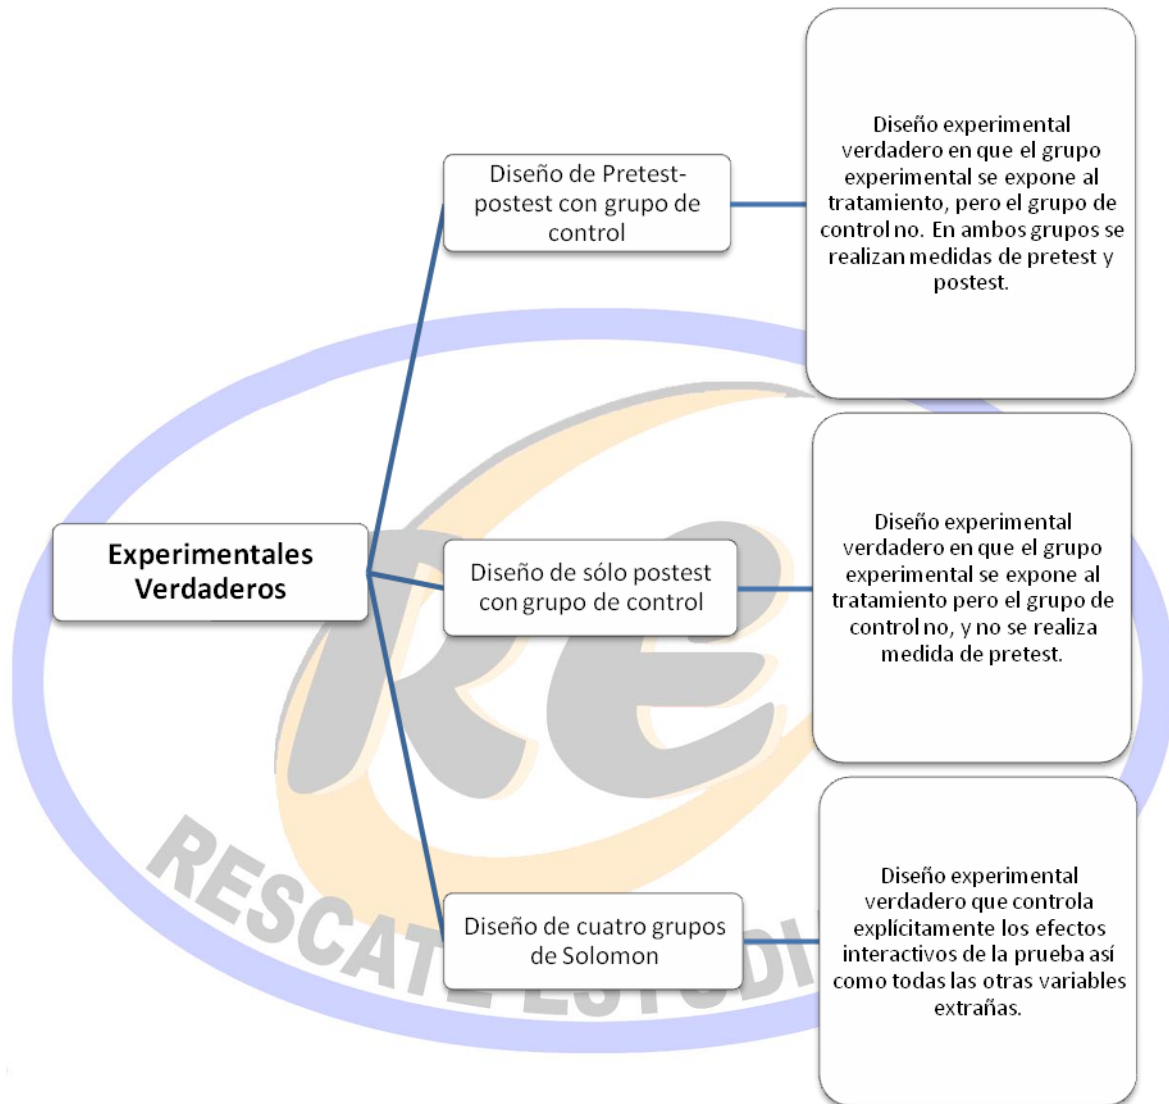 Experimentales
Verdaderos
Diseño de Pretest-
postest con grupo de
control
Diseño experimental
verdadero en que el grupo
experimental se expone al
tratamiento, pero el grupo de
control no. En ambos grupos se
realizan medidas de pretest y
postest.
Diseño de sólo postest
con grupo de control
Diseño experimental
verdadero en que el grupo
experimental se expone al
tratamiento pero el grupo de
control no, y no se realiza
medida de pretest.
Diseño de cuatro grupos
de Solomon
Diseño experimental
verdadero que controla
explícitamente los efectos
interactivos de la prueba así
como todas las otras variables
extrañas.
Re
RESCATE